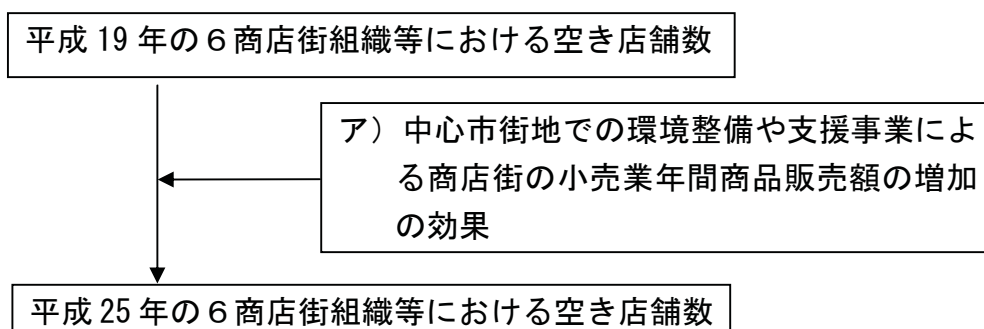 平成 19 年の６商店街組織等における空き店舗数
ア）中心市街地での環境整備や支援事業によ
る商店街の小売業年間商品販売額の増加
の効果
平成 25 年の６商店街組織等における空き店舗数